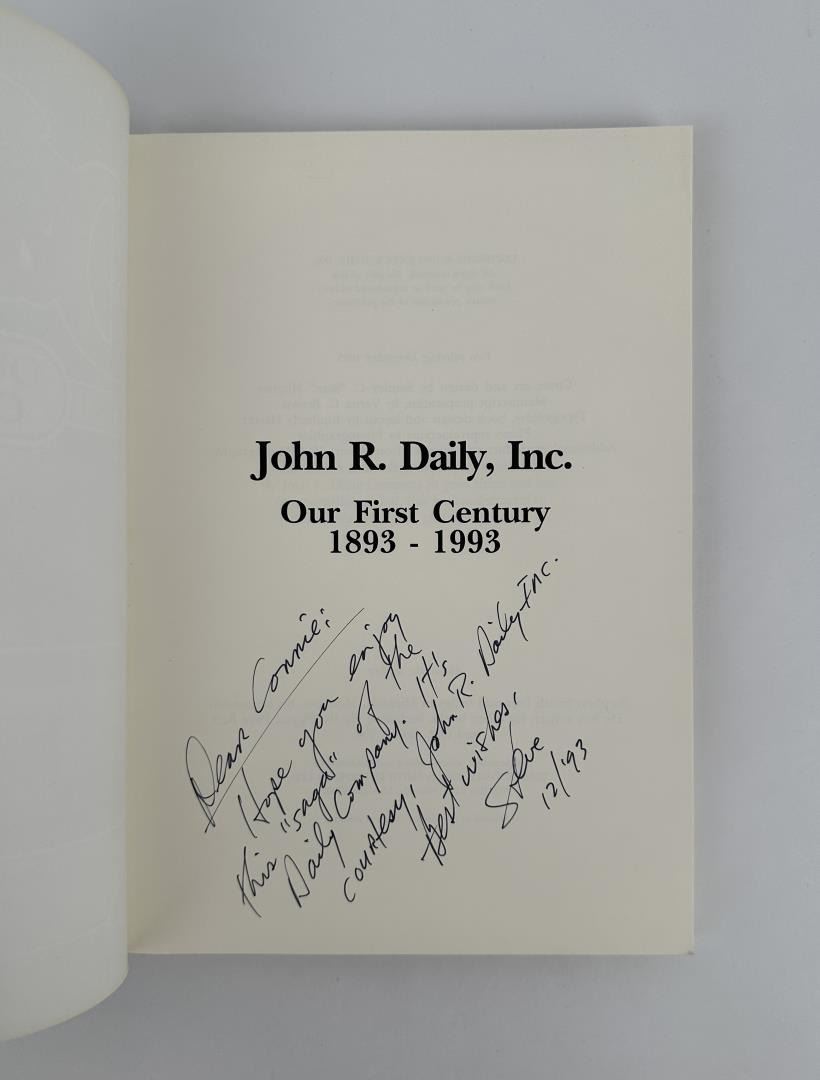 John R. Daily, Inc.
Our First Century
1893 - 1993
Dear Connie:
Hope you enjoy
this "saga" of the
Daily Company. It's
courtesy, John R. Daily Inc.
Best wishes,
Steve
12/'93